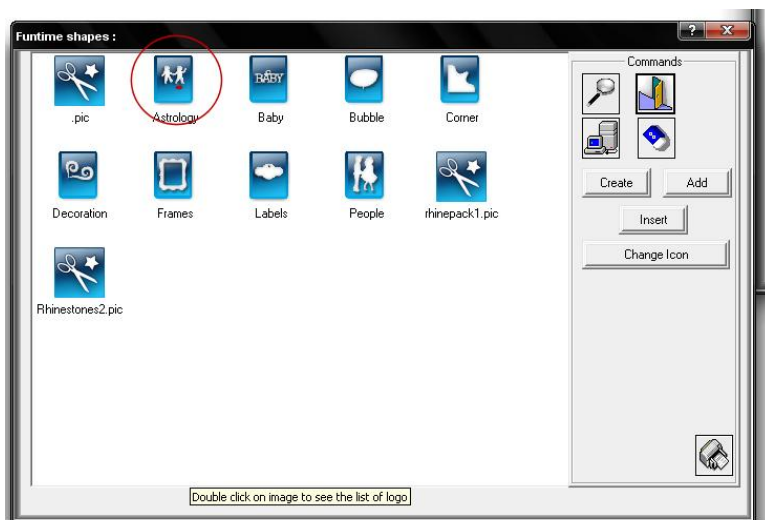 Funtime shapes :
? X
Commands
.pic
Astrology
Baby
BABY
Bubble
Corner
Decoration
Frames
Labels
People
rhinepack1.pic
Rhinestones2.pic
Create
Add
Insert
Change Icon
Double click on image to see the list of logo